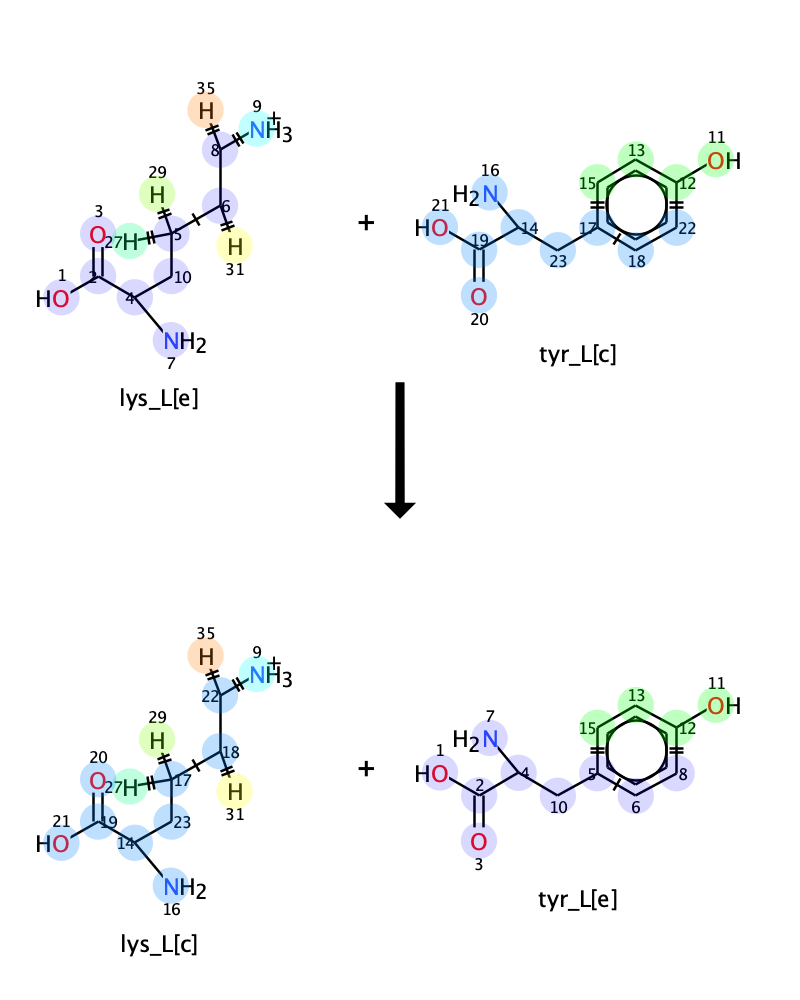 35
9
H NH3 +
8
29
H
6
3
O 27 H 5
H
31
1
HO 2 10
4
NH2
7
lys_L[e]
+
11
13 OH
15 12
16
H2N
21
HO 14 17 22
19 23 18
O
20
tyr_L[c]
35
9
H NH3 +
22
29
H
18
20
O 27 H 17
H
31
21
HO 19 23
14
NH2
16
lys_L[c]
+
11
13 OH
15 12
7
H2N
1
HO 4 5 8
2 10 6
O
3
tyr_L[e]